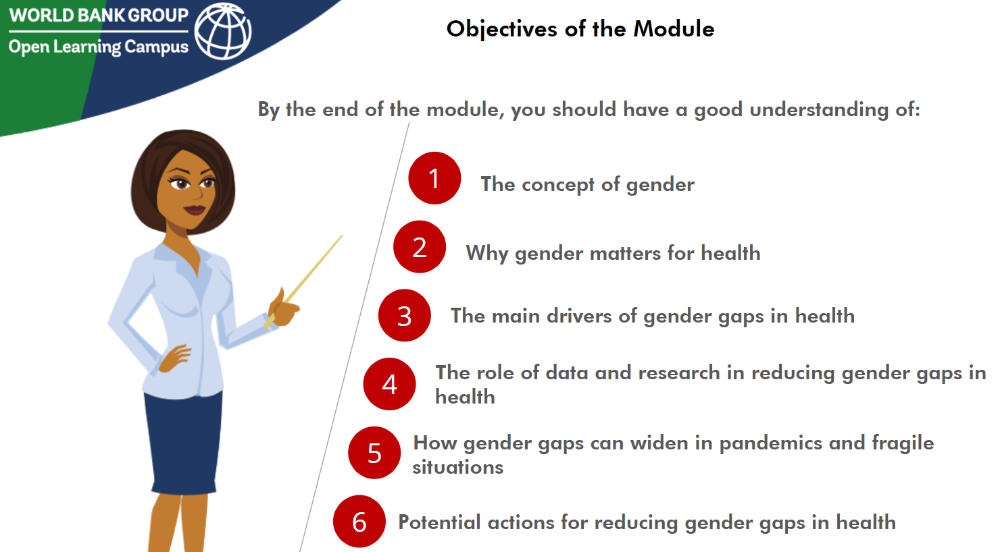 WORLD BANK GROUP
Open Learning Campus
Objectives of the Module
By the end of the module, you should have a good understanding of:
1 The concept of gender
2 Why gender matters for health
3 The main drivers of gender gaps in health
4 The role of data and research in reducing gender gaps in
health
5 How gender gaps can widen in pandemics and fragile
situations
6 Potential actions for reducing gender gaps in health